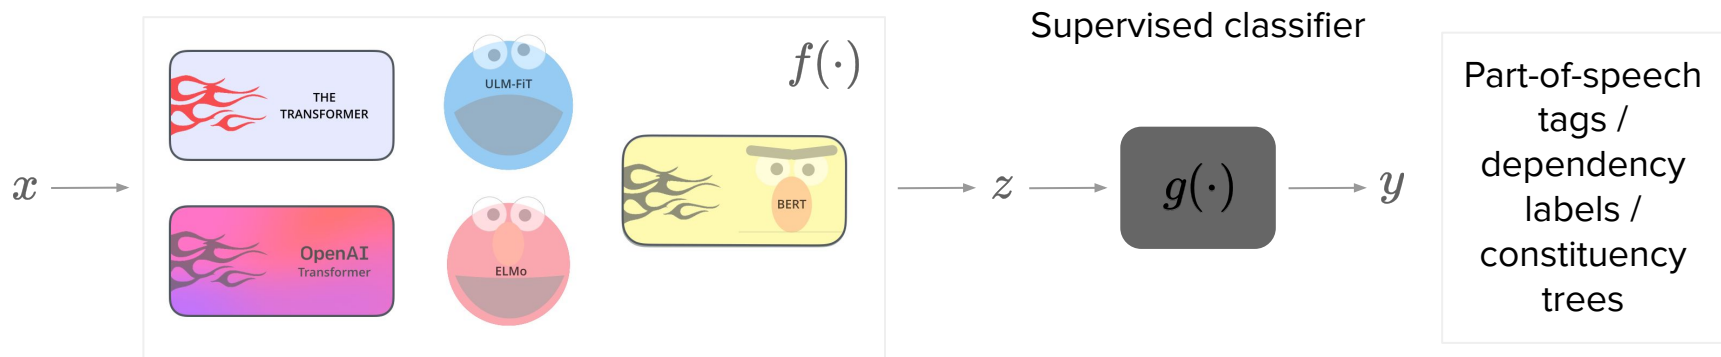 x
THE
TRANSFORMER
OpenAI
Transformer
ULM-FiT
ELMo
BERT
f(·)
z
Supervised classifier
g(·)
y
Part-of-speech
tags /
dependency
labels /
constituency
trees